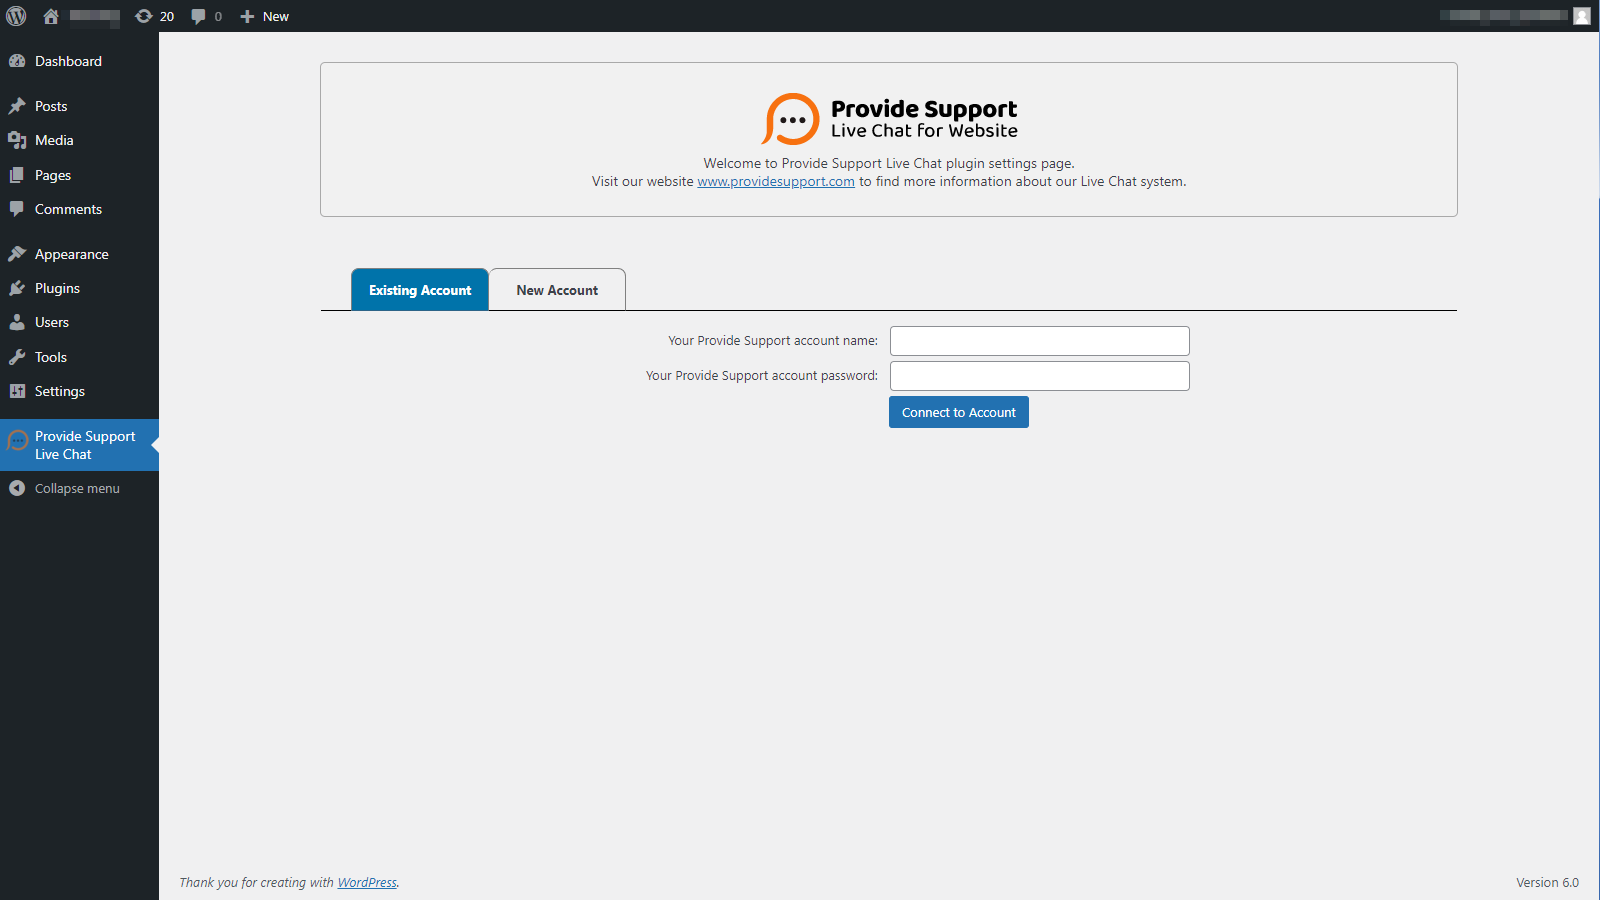 20
0
New
Dashboard
Posts
Media
Pages
Comments
Appearance
Plugins
Users
Tools
Settings
Provide Support
Live Chat
Collapse menu
Provide Support
Live Chat for Website
Welcome to Provide Support Live Chat plugin settings page.
Visit our website www.providesupport.com to find more information about our Live Chat system.
Existing Account
New Account
Your Provide Support account name:
Your Provide Support account password:
Connect to Account
Thank you for creating with WordPress.
Version 6.0